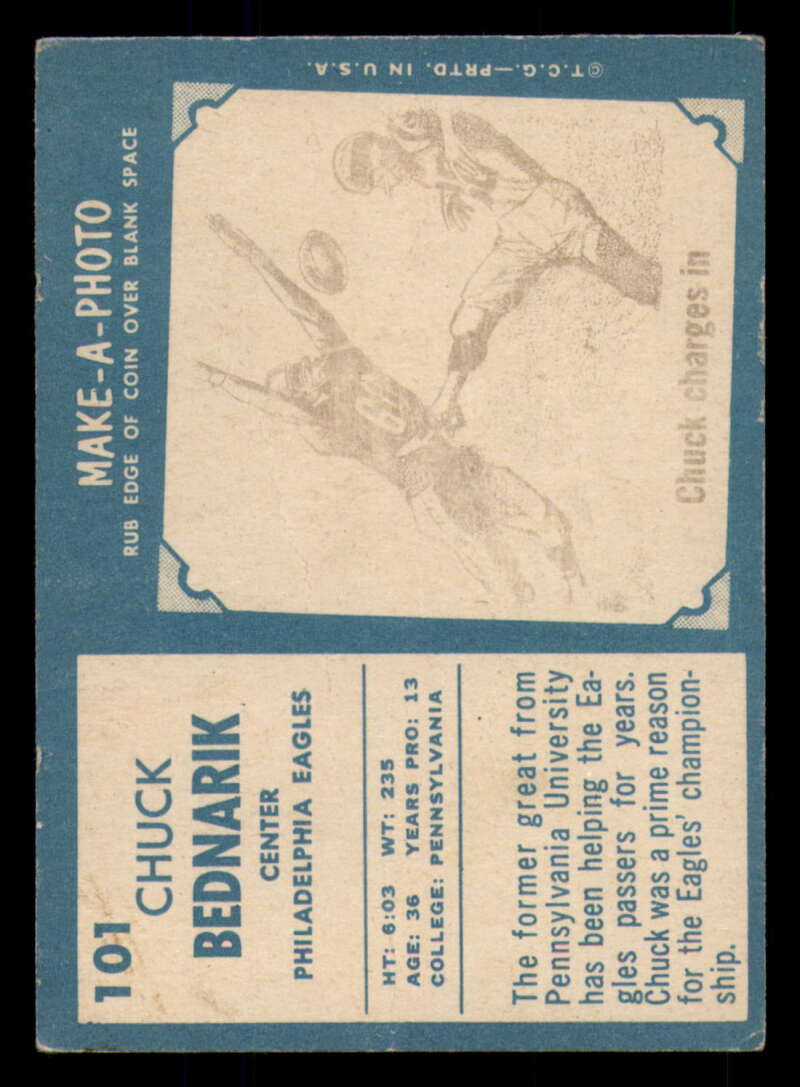 101
CHUCK
BEDNARIK
CENTER
PHILADELPHIA EAGLES
HT: 6:03 WT: 235
AGE: 36 YEARS PRO: 13
COLLEGE: PENNSYLVANIA
The former great from
Pennsylvania University
has been helping the Ea-
gles passers for years.
Chuck was a prime reason
for the Eagles' champion-
ship.
MAKE-A-PHOTO
RUB EDGE OF COIN OVER BLANK SPACE
Chuck charges in
©T.C.G.—PRTD. IN U.S.A.